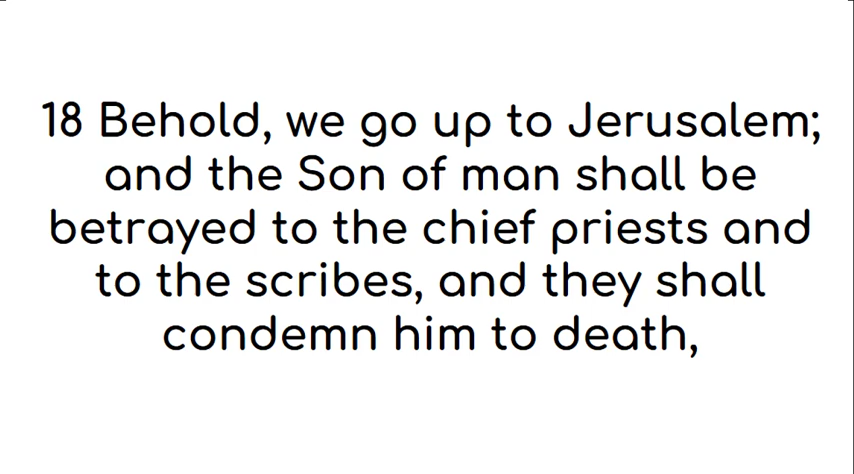 18 Behold, we go up to Jerusalem;
and the Son of man shall be
betrayed to the chief priests and
to the scribes, and they shall
condemn him to death,